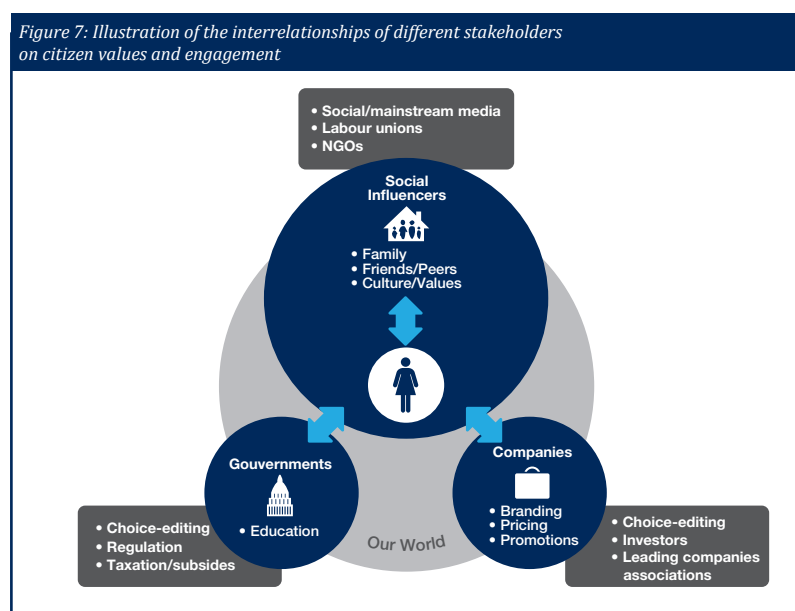 Figure 7: Illustration of the interrelationships of different stakeholders
on citizen values and engagement
• Social/mainstream media
• Labour unions
• NGOs
Social
Influencers
• Family
• Friends/Peers
• Culture/Values
Gouvernments
• Education
• Choice-editing
• Regulation
• Taxation/subsides
Companies
• Branding
• Pricing
• Promotions
• Choice-editing
• Investors
• Leading companies
associations
Our World